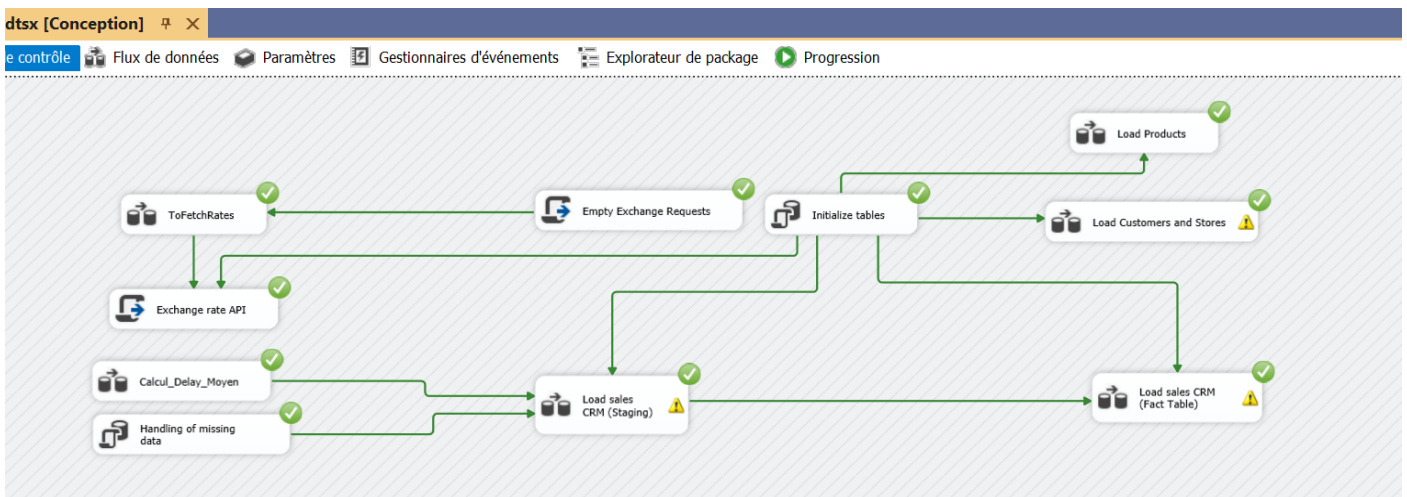 dtsx [Conception]
e contrôle Flux de données Paramètres Gestionnaires d'événements Explorateur de package Progression
Load Products
ToFetchRates
Empty Exchange Requests
Initialize tables
Load Customers and Stores
Exchange rate API
Calcul_Delay_Moyen
Load sales
CRM (Staging)
Load sales CRM
(Fact Table)
Handling of missing
data